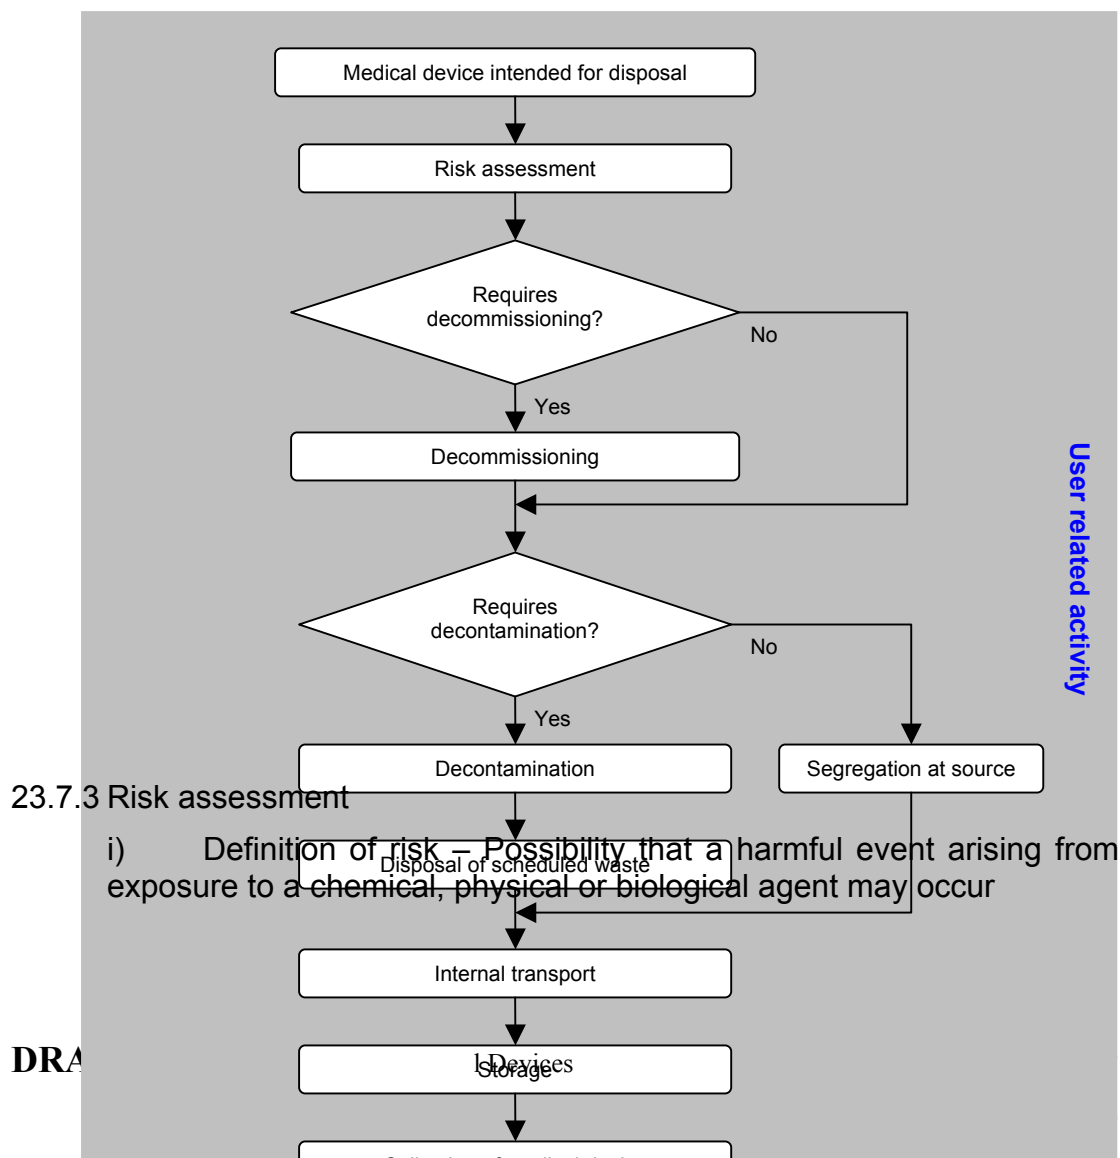 Medical device intended for disposal
Risk assessment
Requires
decommissioning?
No
Yes
Decommissioning
User related activity
Requires
decontamination?
No
Yes
Decontamination
Segregation at source
23.7.3 Risk assessment
i) Definition of risk – Possibility that a harmful event arising from
Disposal of scheduled waste
exposure to a chemical, physical or biological agent may occur
Internal transport
DRA
l Devices
Storage